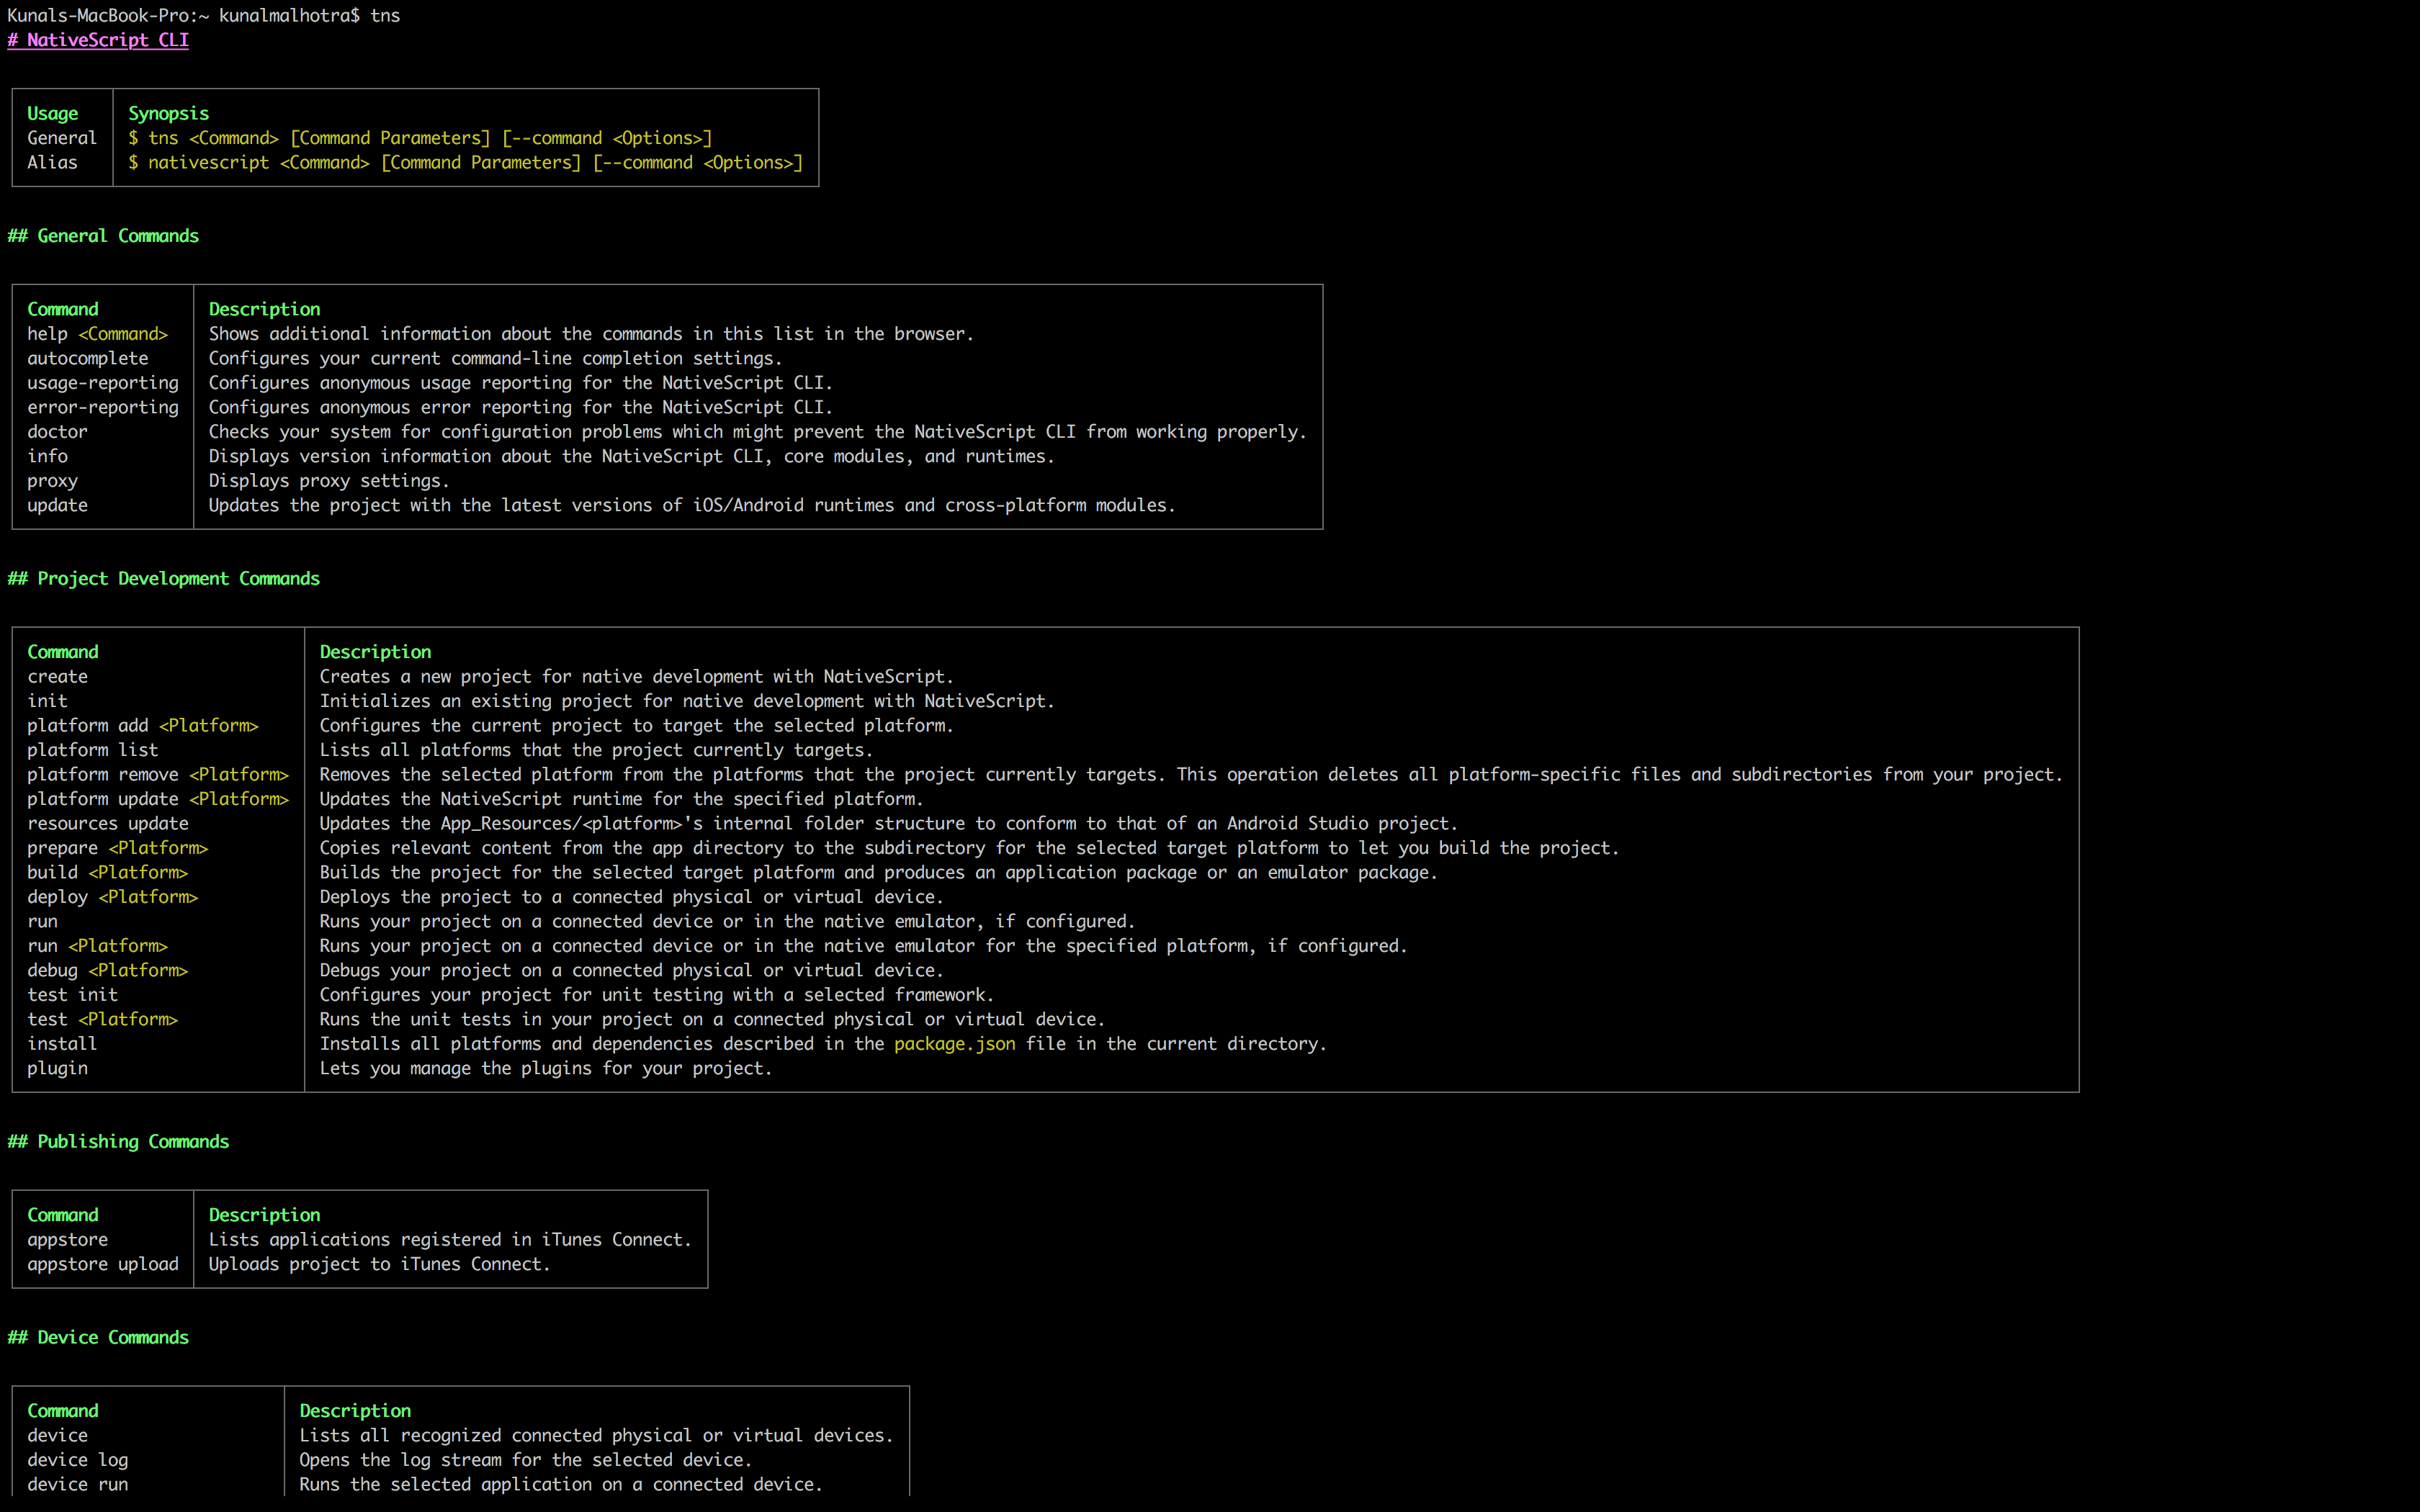 Kunals-MacBook-Pro:~ kunalmalhotra$ tns
# NativeScript CLI
Usage Synopsis
General $ tns <Command> [Command Parameters] [--command <Options>]
Alias $ nativescript <Command> [Command Parameters] [--command <Options>]
## General Commands
Command Description
help <Command> Shows additional information about the commands in this list in the browser.
autocomplete Configures your current command-line completion settings.
usage-reporting Configures anonymous usage reporting for the NativeScript CLI.
error-reporting Configures anonymous error reporting for the NativeScript CLI.
doctor Checks your system for configuration problems which might prevent the NativeScript CLI from working properly.
info Displays version information about the NativeScript CLI, core modules, and runtimes.
proxy Displays proxy settings.
update Updates the project with the latest versions of iOS/Android runtimes and cross-platform modules.
## Project Development Commands
Command Description
create Creates a new project for native development with NativeScript.
init Initializes an existing project for native development with NativeScript.
platform add <Platform> Configures the current project to target the selected platform.
platform list Lists all platforms that the project currently targets.
platform remove <Platform> Removes the selected platform from the platforms that the project currently targets. This operation deletes all platform-specific files and subdirectories from your project.
platform update <Platform> Updates the NativeScript runtime for the specified platform.
resources update Updates the App_Resources/<platform>'s internal folder structure to conform to that of an Android Studio project.
prepare <Platform> Copies relevant content from the app directory to the subdirectory for the selected target platform to let you build the project.
build <Platform> Builds the project for the selected target platform and produces an application package or an emulator package.
deploy <Platform> Deploys the project to a connected physical or virtual device.
run Runs your project on a connected device or in the native emulator, if configured.
run <Platform> Runs your project on a connected device or in the native emulator for the specified platform, if configured.
debug <Platform> Debugs your project on a connected physical or virtual device.
test init Configures your project for unit testing with a selected framework.
test <Platform> Runs the unit tests in your project on a connected physical or virtual device.
install Installs all platforms and dependencies described in the package.json file in the current directory.
plugin Lets you manage the plugins for your project.
## Publishing Commands
Command Description
appstore Lists applications registered in iTunes Connect.
appstore upload Uploads project to iTunes Connect.
## Device Commands
Command Description
device Lists all recognized connected physical or virtual devices.
device log Opens the log stream for the selected device.
device run Runs the selected application on a connected device.